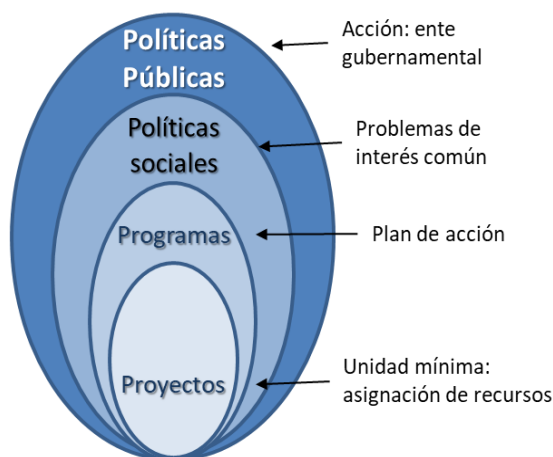 Políticas
Públicas
Acción: ente
gubernamental
Políticas
sociales
Problemas de
interés común
Programas
Plan de acción
Proyectos
Unidad mínima:
asignación de recursos